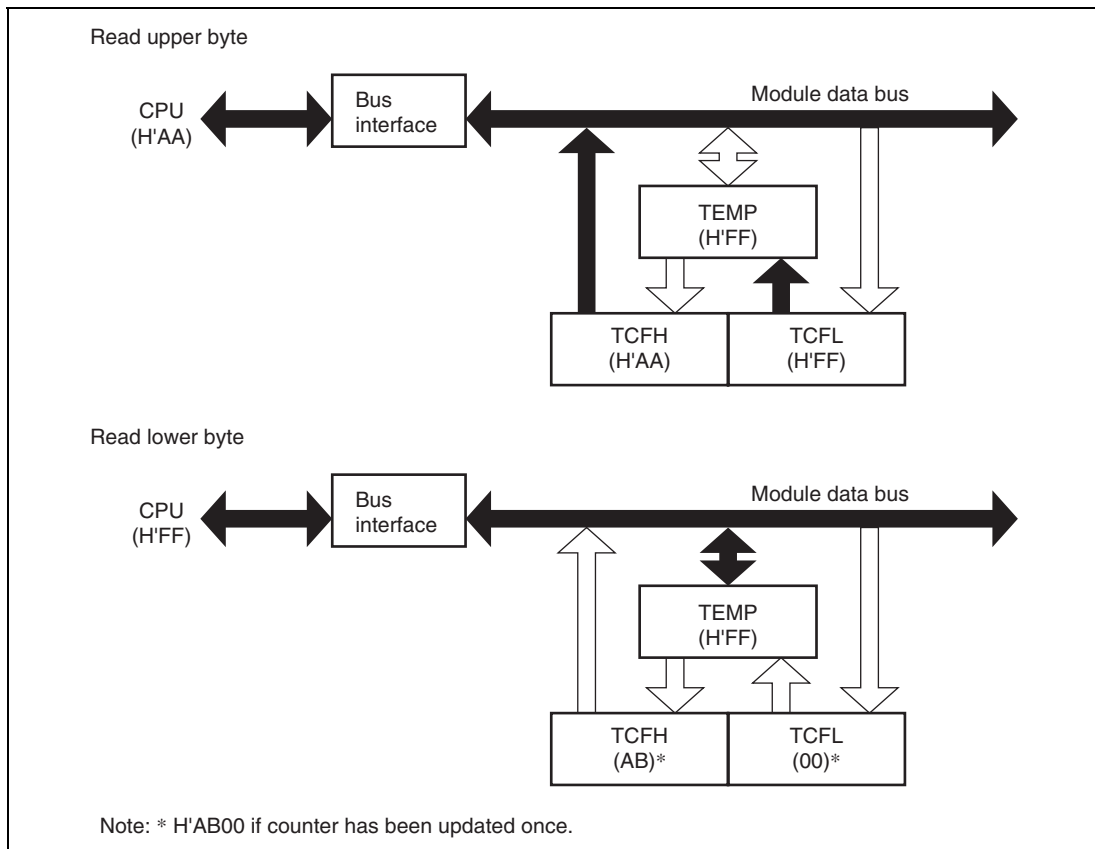 Read upper byte
CPU
(H'AA)
Bus
interface
Module data bus
TEMP
(H'FF)
TCFH
(H'AA)
TCFL
(H'FF)
Read lower byte
CPU
(H'FF)
Bus
interface
Module data bus
TEMP
(H'FF)
TCFH
(AB)*
TCFL
(00)*
Note: * H'AB00 if counter has been updated once.